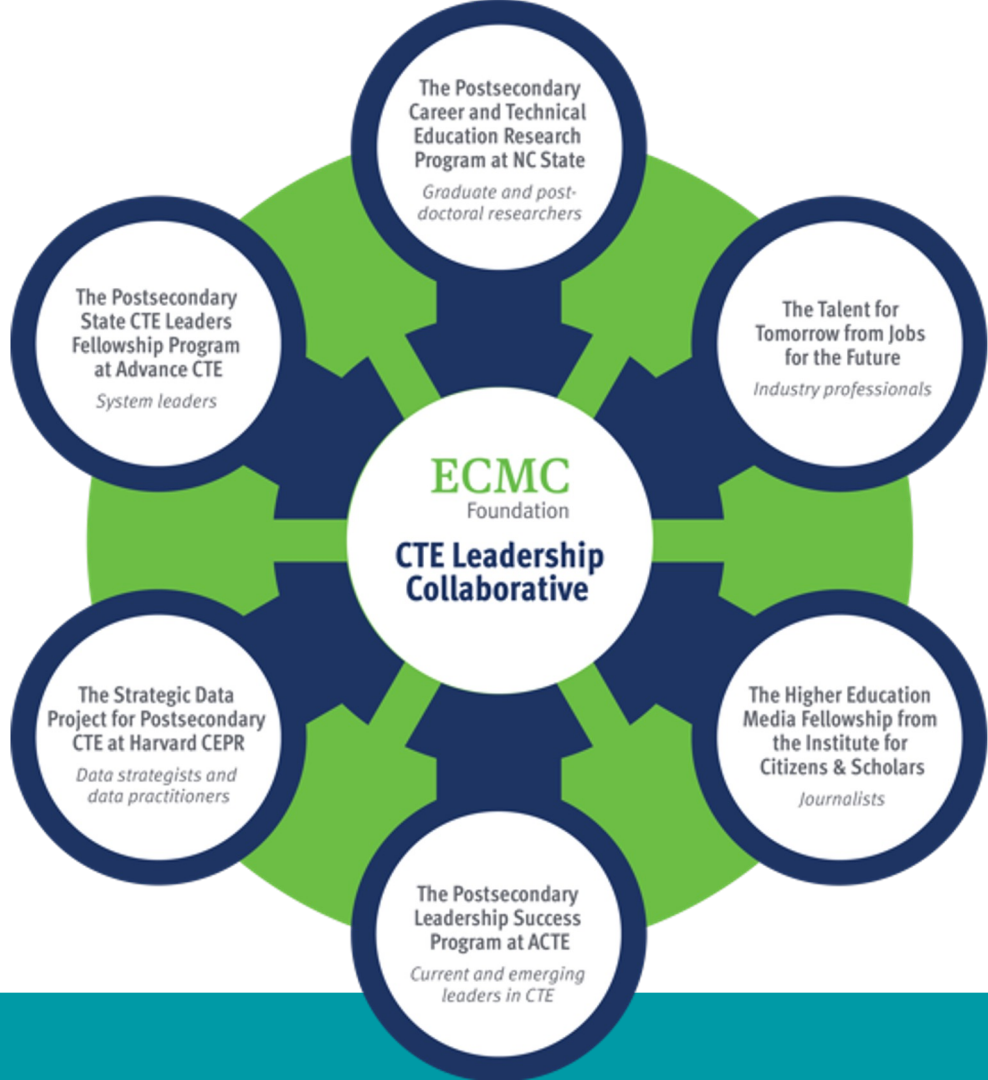 The Postsecondary
Career and Technical
Education Research
Program at NC State
Graduate and post-
doctoral researchers
The Postsecondary
State CTE Leaders
Fellowship Program
at Advance CTE
System leaders
The Talent for
Tomorrow from Jobs
for the Future
Industry professionals
ECMC
Foundation
CTE Leadership
Collaborative
The Strategic Data
Project for Postsecondary
CTE at Harvard CEPR
Data strategists and
data practitioners
The Higher Education
Media Fellowship from
the Institute for
Citizens & Scholars
Journalists
The Postsecondary
Leadership Success
Program at ACTE
Current and emerging
leaders in CTE